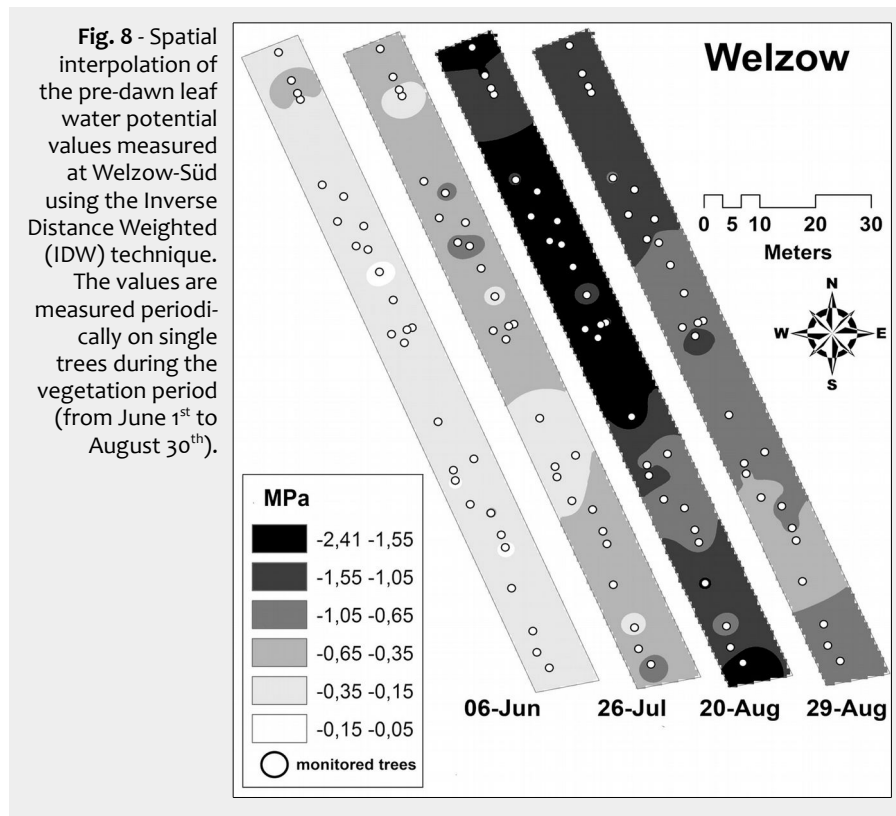 Fig. 8 - Spatial
interpolation of
the pre-dawn leaf
water potential
values measured
at Welzow-Süd
using the Inverse
Distance Weighted
(IDW) technique.
The values are
measured periodi-
cally on single
trees during the
vegetation period
(from June 1st to
August 30th).
Welzow
0 5 10 20 30
Meters
N
W E
S
MPa
-2,41 -1,55
-1,55 -1,05
-1,05 -0,65
-0,65 -0,35
-0,35 -0,15
-0,15 -0,05
monitored trees
06-Jun 26-Jul 20-Aug 29-Aug